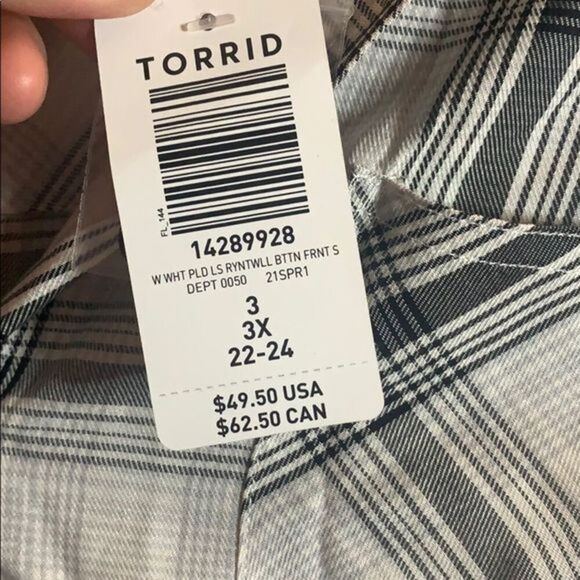 TORRID
FL_144
14289928
W WHT PLD LS RYNTWLL BTTN FRNT S
DEPT 0050 21SPR1
3
3X
22-24
$49.50 USA
$62.50 CAN